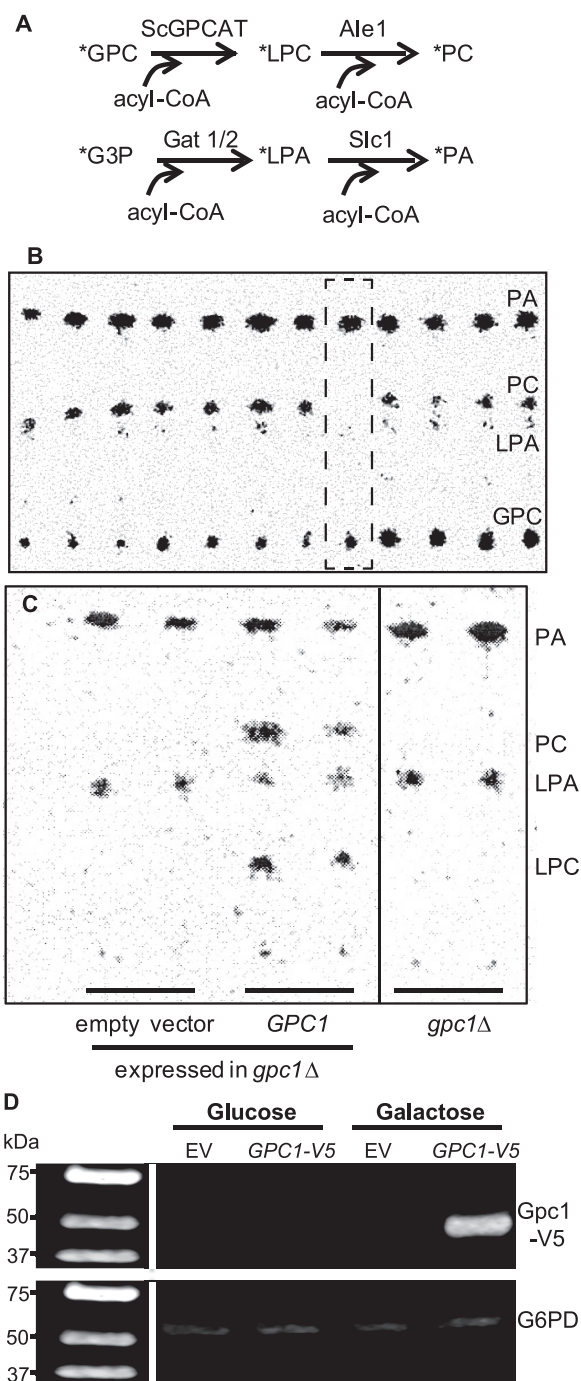 A
ScGPCAT Ale1
*GPC *LPC *PC
acyl-CoA acyl-CoA
Gat 1/2 Slc1
*G3P *LPA *PA
acyl-CoA acyl-CoA
B
PA
PC
LPA
GPC
C
PA
PC
LPA
LPC
empty vector GPC1 gpc1Δ
expressed in gpc1Δ
D
Glucose Galactose
kDa EV GPC1-V5 EV GPC1-V5
75
50
37
Gpc1
-V5
75
50
37
G6PD